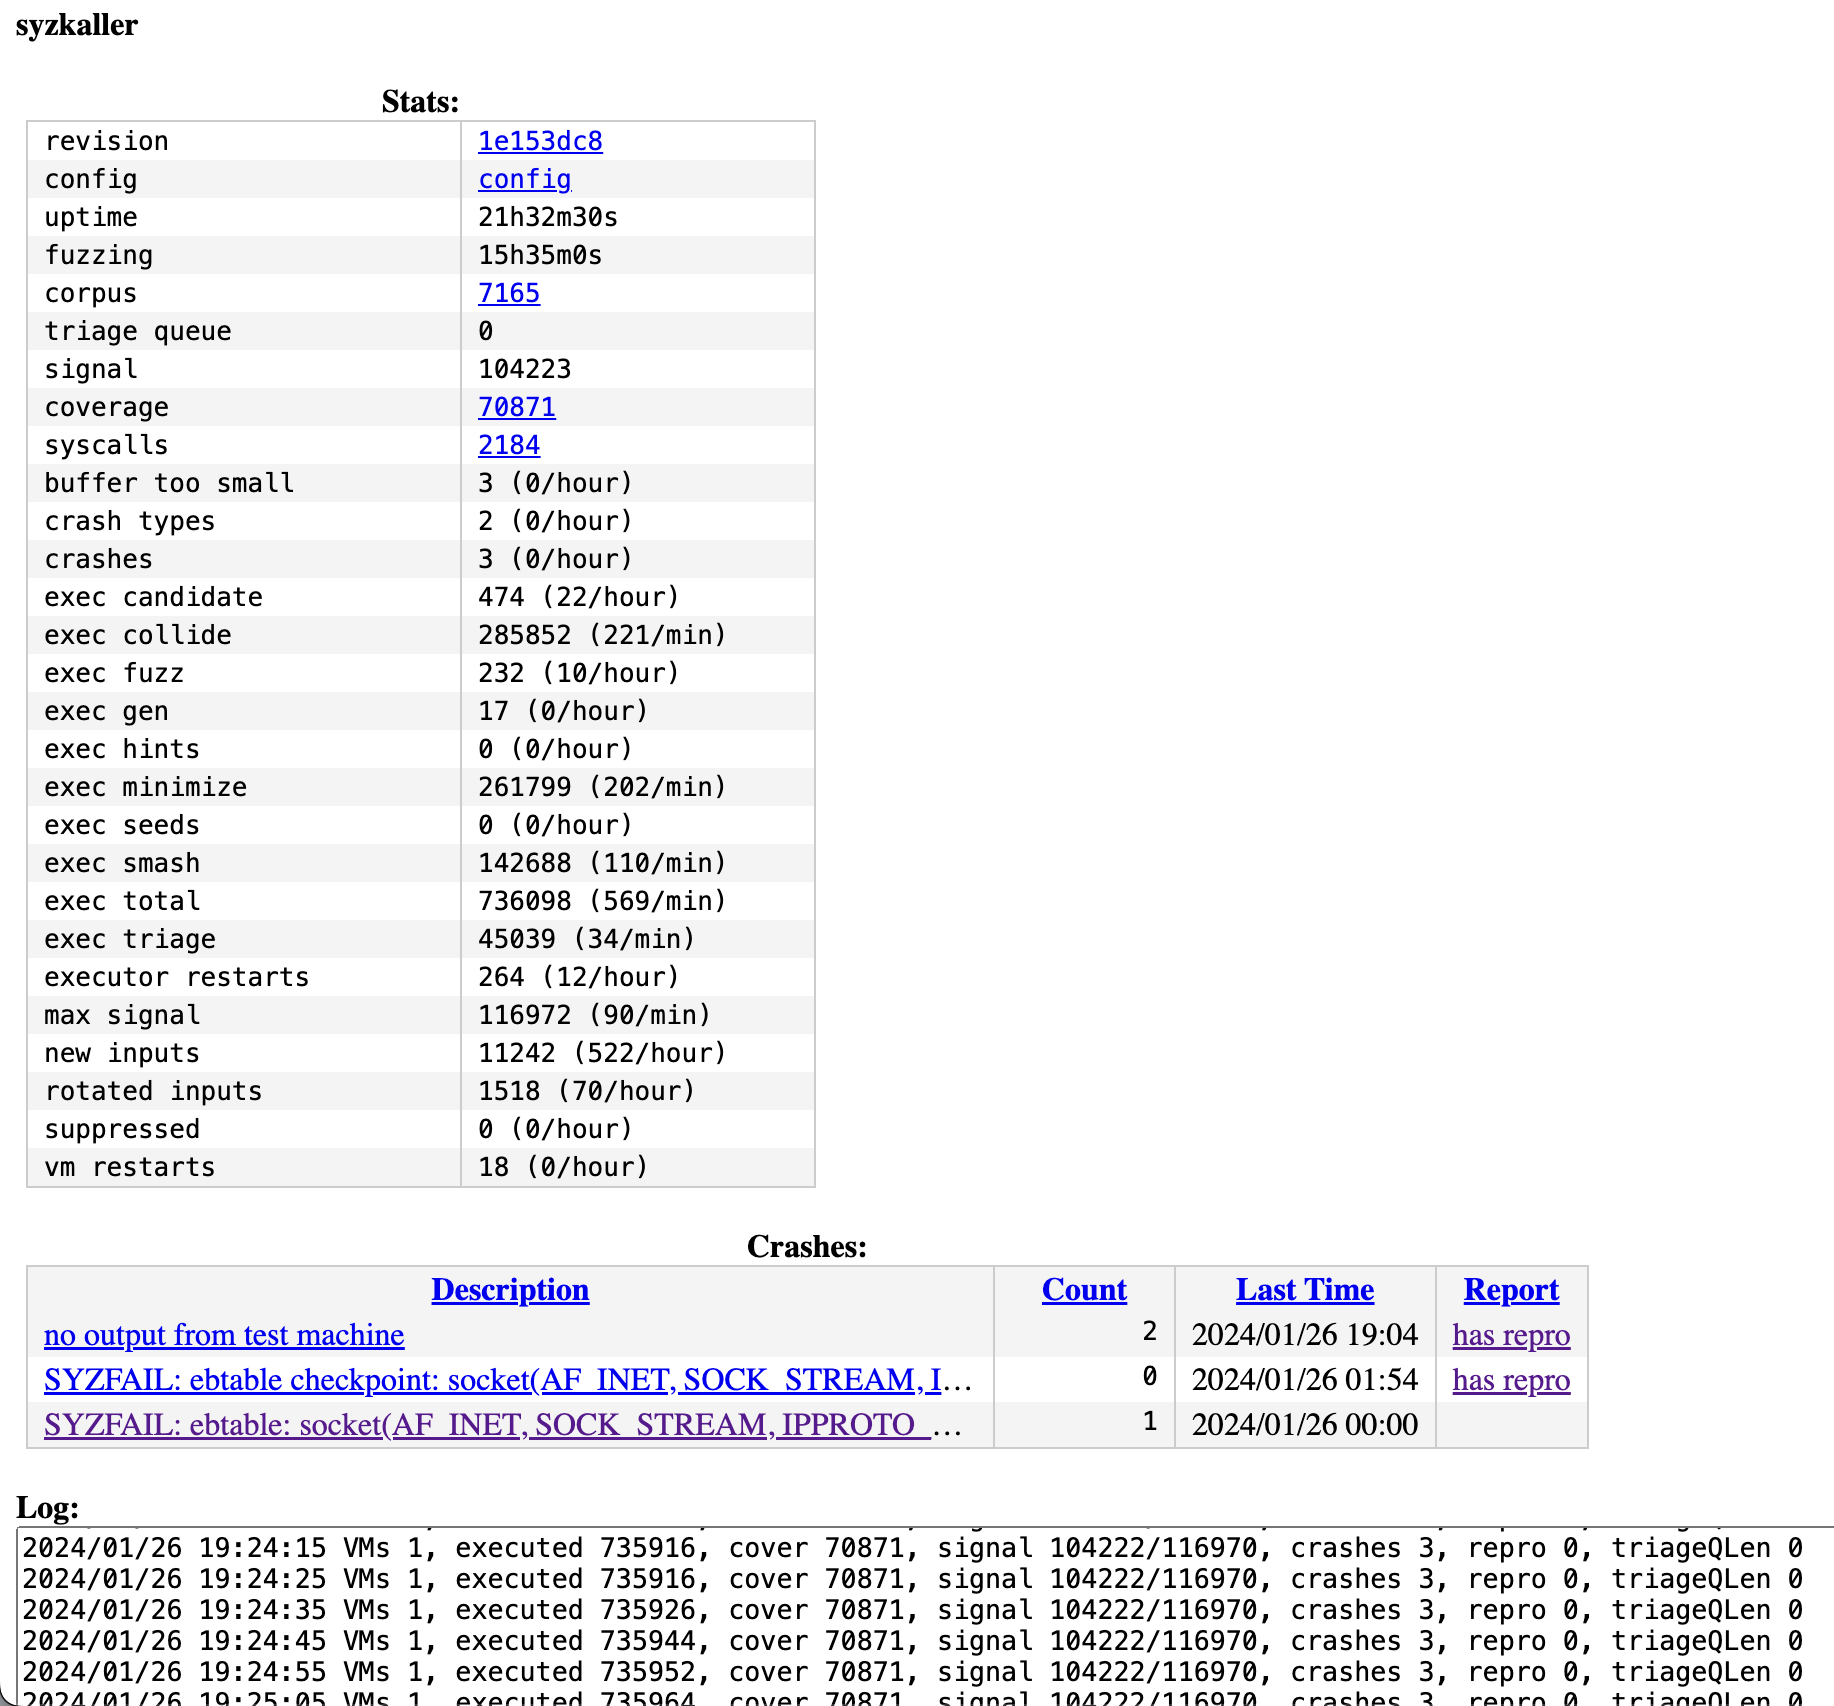 syzkaller
Stats:
revision 1e153dc8
config config
uptime 21h32m30s
fuzzing 15h35m0s
corpus 7165
triage queue 0
signal 104223
coverage 70871
syscalls 2184
buffer too small 3 (0/hour)
crash types 2 (0/hour)
crashes 3 (0/hour)
exec candidate 474 (22/hour)
exec collide 285852 (221/min)
exec fuzz 232 (10/hour)
exec gen 17 (0/hour)
exec hints 0 (0/hour)
exec minimize 261799 (202/min)
exec seeds 0 (0/hour)
exec smash 142688 (110/min)
exec total 736098 (569/min)
exec triage 45039 (34/min)
executor restarts 264 (12/hour)
max signal 116972 (90/min)
new inputs 11242 (522/hour)
rotated inputs 1518 (70/hour)
suppressed 0 (0/hour)
vm restarts 18 (0/hour)
Crashes:
Description Count Last Time Report
no output from test machine 2 2024/01/26 19:04 has repro
SYZFAIL: ebtable checkpoint: socket(AF_INET, SOCK_STREAM, I… 0 2024/01/26 01:54 has repro
SYZFAIL: ebtable: socket(AF_INET, SOCK_STREAM, IPPROTO_… 1 2024/01/26 00:00
Log:
2024/01/26 19:24:15 VMs 1, executed 735916, cover 70871, signal 104222/116970, crashes 3, repro 0, triageQLen 0
2024/01/26 19:24:25 VMs 1, executed 735916, cover 70871, signal 104222/116970, crashes 3, repro 0, triageQLen 0
2024/01/26 19:24:35 VMs 1, executed 735926, cover 70871, signal 104222/116970, crashes 3, repro 0, triageQLen 0
2024/01/26 19:24:45 VMs 1, executed 735944, cover 70871, signal 104222/116970, crashes 3, repro 0, triageQLen 0
2024/01/26 19:24:55 VMs 1, executed 735952, cover 70871, signal 104222/116970, crashes 3, repro 0, triageQLen 0
2024/01/26 19:25:05 VMs 1, executed 735964, cover 70871, signal 104222/116970, crashes 3, repro 0, triageQLen 0